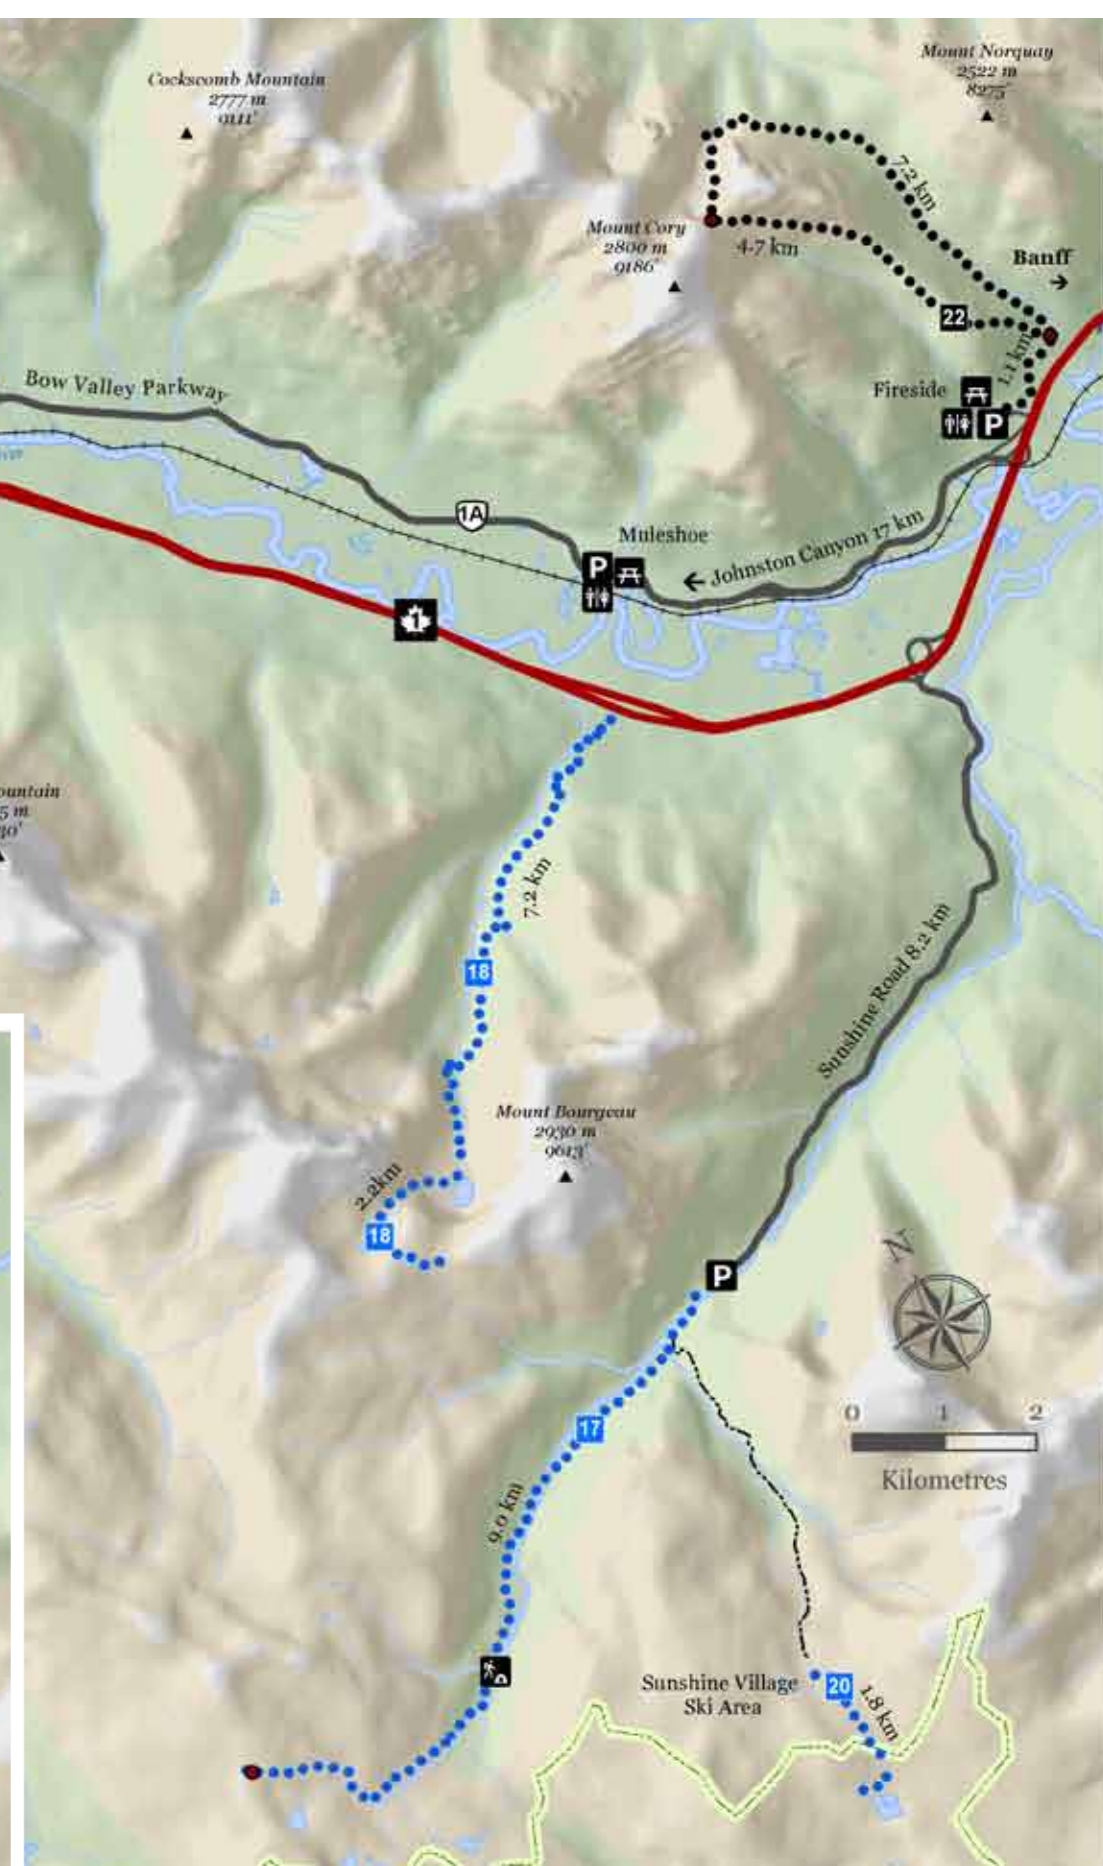 Mount Norquay
2522 m
8275'
Cockscomb Mountain
2777 m
9111'
7.2 km
Mount Cory
2800 m
9186'
4.7 km
Banff
22
1.1 km
Fireside
P
Bow Valley Parkway
1A
Muleshoe
P
Johnston Canyon 17 km
1
ountain
5 m
30'
7.2 km
18
Sunshine Road 8.2 km
Mount Bourgeau
2930 m
9613'
2.2km
18
N
P
0 1 2
Kilometres
17
9.0 km
Sunshine Village
Ski Area
20
1.8 km